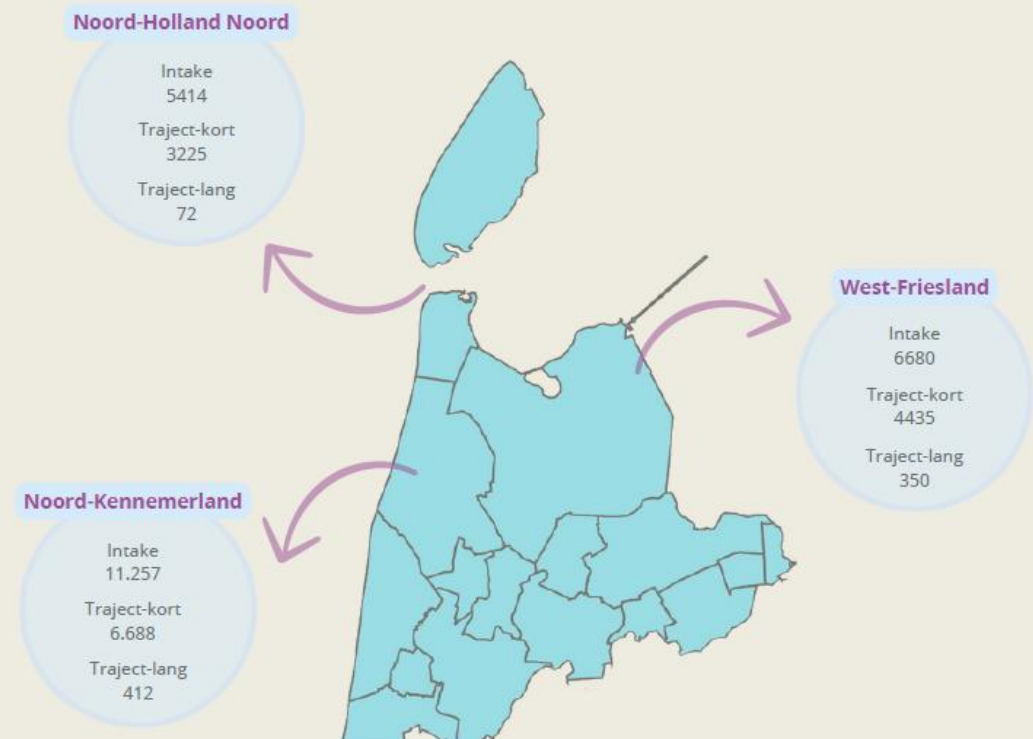 Noord-Holland Noord
Intake
5414
Traject-kort
3225
Traject-lang
72
West-Friesland
Intake
6680
Traject-kort
4435
Traject-lang
350
Noord-Kennemerland
Intake
11.257
Traject-kort
6.688
Traject-lang
412